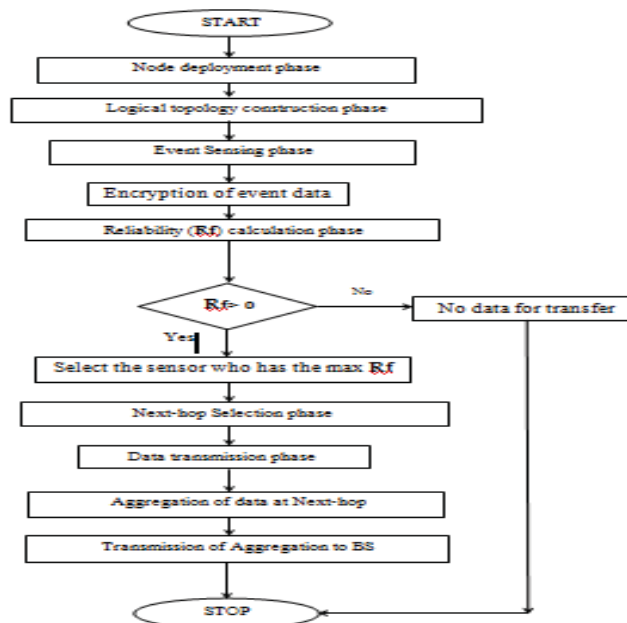 START
Node deployment phase
Logical topology construction phase
Event Sensing phase
Encryption of event data
Reliability (Rf) calculation phase
Rf> 0
No
No data for transfer
Yes
Select the sensor who has the max Rf
Next-hop Selection phase
Data transmission phase
Aggregation of data at Next-hop
Transmission of Aggregation to BS
STOP